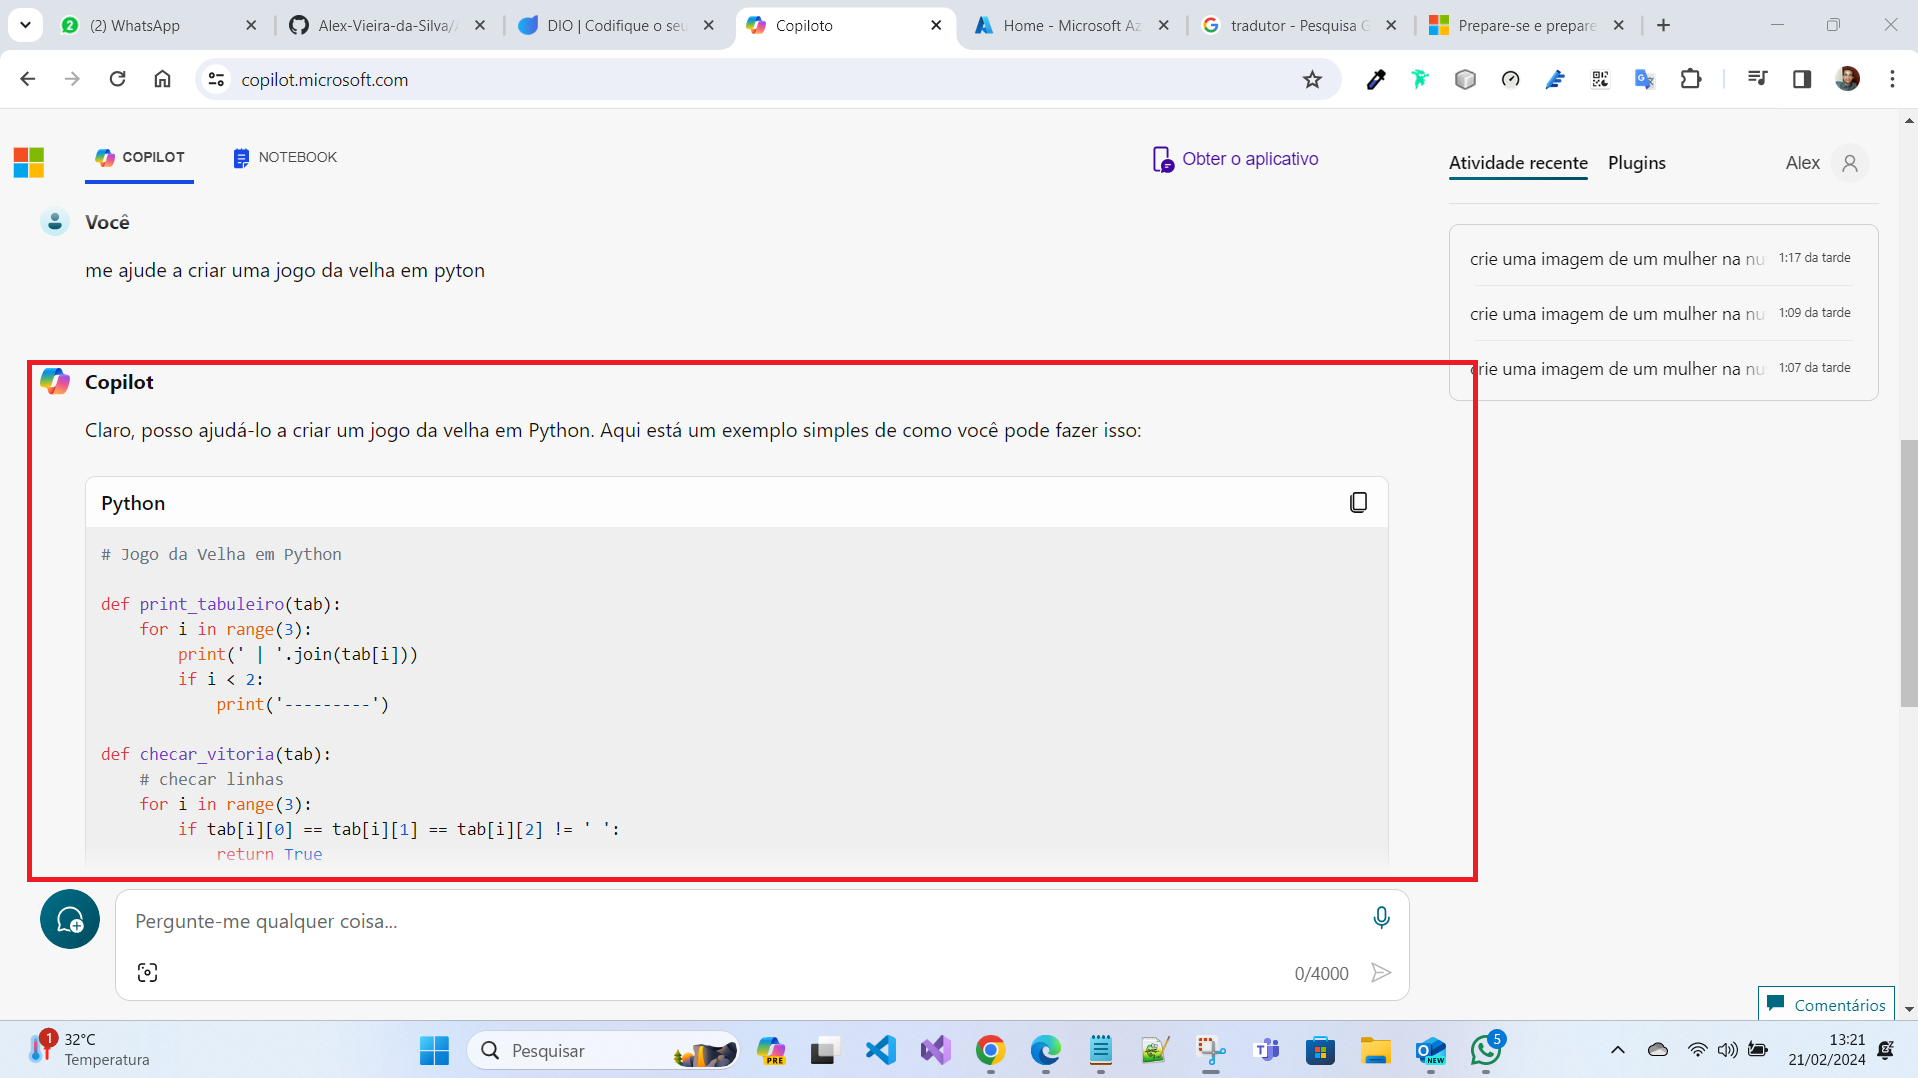 (2) WhatsApp
Alex-Vieira-da-Silva/
DIO | Codifique o seu
Copiloto
Home - Microsoft Az
tradutor - Pesquisa G
Prepare-se e prepare
copilot.microsoft.com
COPILOT
NOTEBOOK
Obter o aplicativo
Atividade recente
Plugins
Alex
Você
me ajude a criar uma jogo da velha em pyton
crie uma imagem de um mulher na nu 1:17 da tarde
crie uma imagem de um mulher na nu 1:09 da tarde
crie uma imagem de um mulher na nu 1:07 da tarde
Copilot
Claro, posso ajudá-lo a criar um jogo da velha em Python. Aqui está um exemplo simples de como você pode fazer isso:
Python
# Jogo da Velha em Python
def print_tabuleiro(tab):
    for i in range(3):
        print(' | '.join(tab[i]))
        if i < 2:
            print('---------')
def checar_vitoria(tab):
    # checar linhas
    for i in range(3):
        if tab[i][0] == tab[i][1] == tab[i][2] != ' ':
            return True
Pergunte-me qualquer coisa...
0/4000
Comentários
1
32°C
Temperatura
Pesquisar
PRE
NEW
5
13:21
21/02/2024